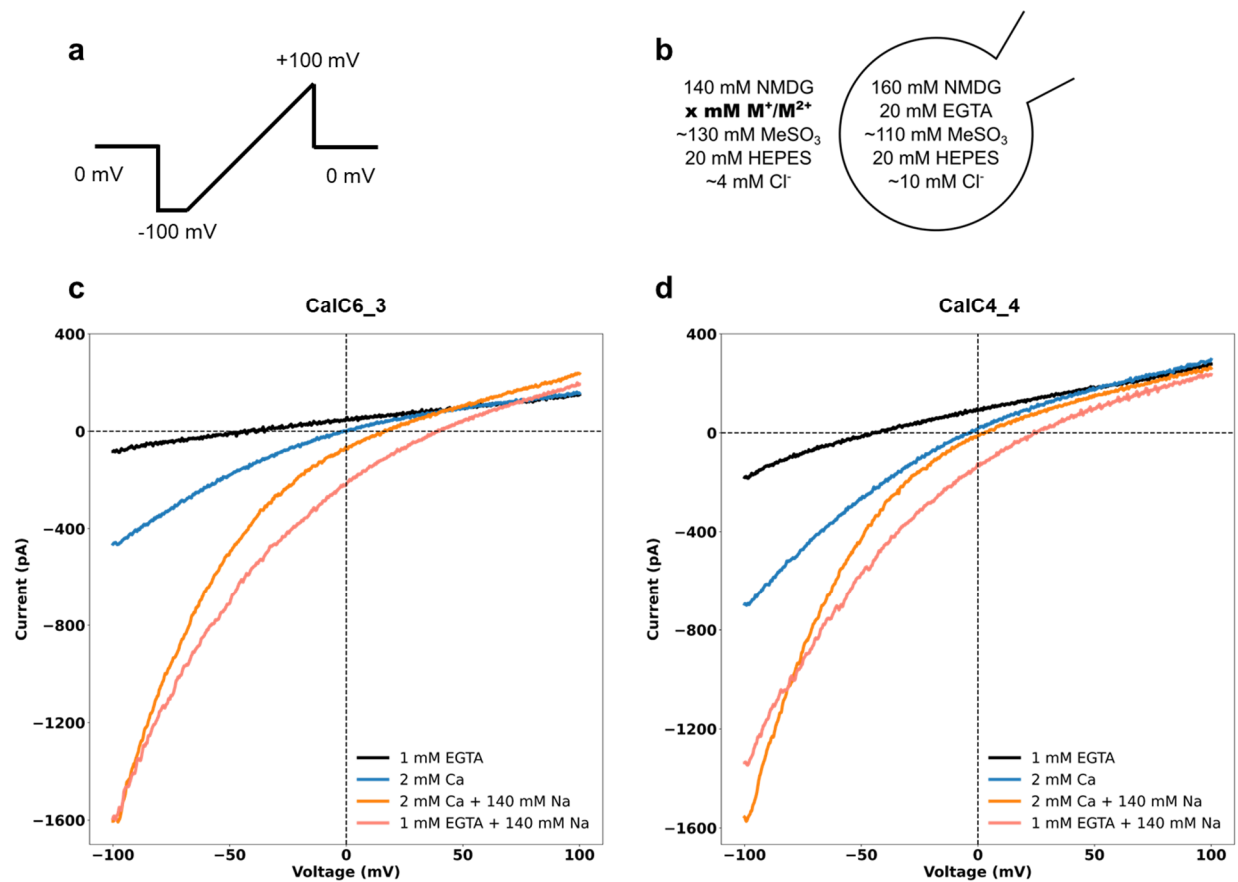 a
+100 mV
0 mV
0 mV
-100 mV
b
140 mM NMDG
x mM M⁺/M²⁺
~130 mM MeSO₃
20 mM HEPES
~4 mM Cl⁻
160 mM NMDG
20 mM EGTA
~110 mM MeSO₃
20 mM HEPES
~10 mM Cl⁻
c
CalC6_3
400
0
−400
−800
−1200
−1600
Current (pA)
1 mM EGTA
2 mM Ca
2 mM Ca + 140 mM Na
1 mM EGTA + 140 mM Na
−100
−50
0
50
100
Voltage (mV)
d
CalC4_4
400
0
−400
−800
−1200
−1600
Current (pA)
1 mM EGTA
2 mM Ca
2 mM Ca + 140 mM Na
1 mM EGTA + 140 mM Na
−100
−50
0
50
100
Voltage (mV)